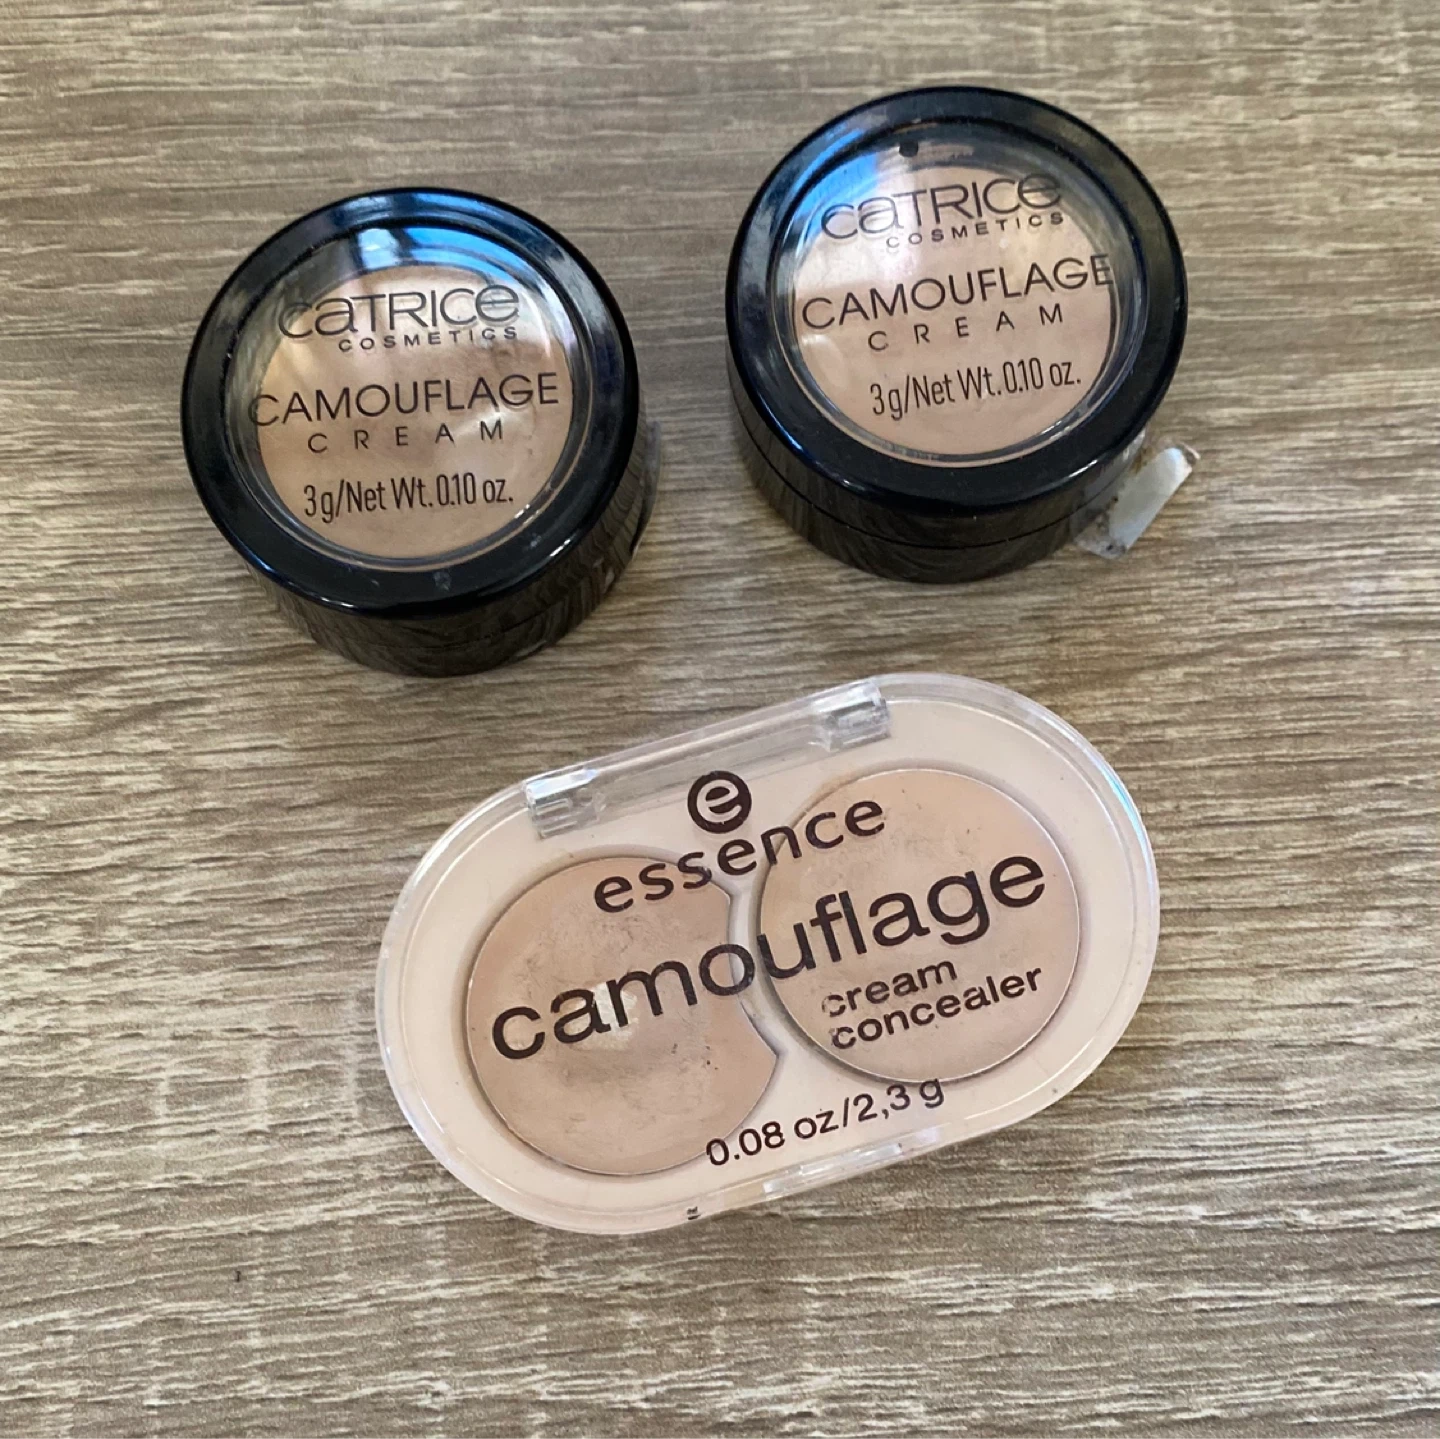 CATRICE
COSMETICS
CAMOUFLAGE
CREAM
3g/Net Wt. 0.10 oz.
CATRICE
COSMETICS
CAMOUFLAGE
CREAM
3g/Net Wt. 0.10 oz.
e
essence
camouflage
cream
concealer
0.08 oz/2,3 g